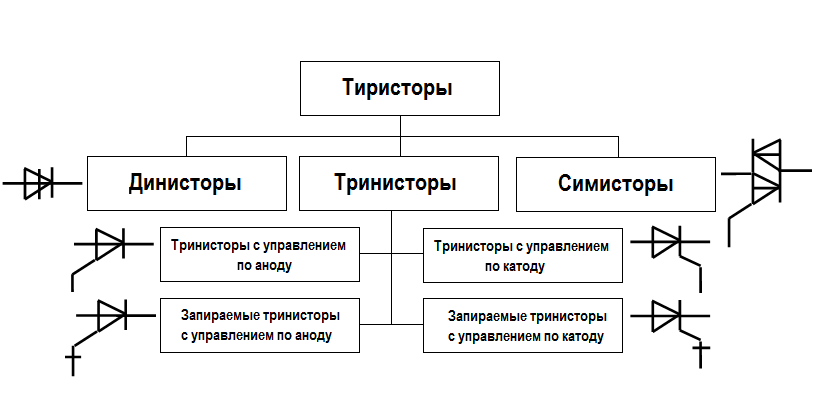 Тиристоры
Динисторы
Тринисторы
Симисторы
Тринисторы с управлением
по аноду
Тринисторы с управлением
по катоду
Запираемые тринисторы
с управлением по аноду
Запираемые тринисторы
с управлением по катоду